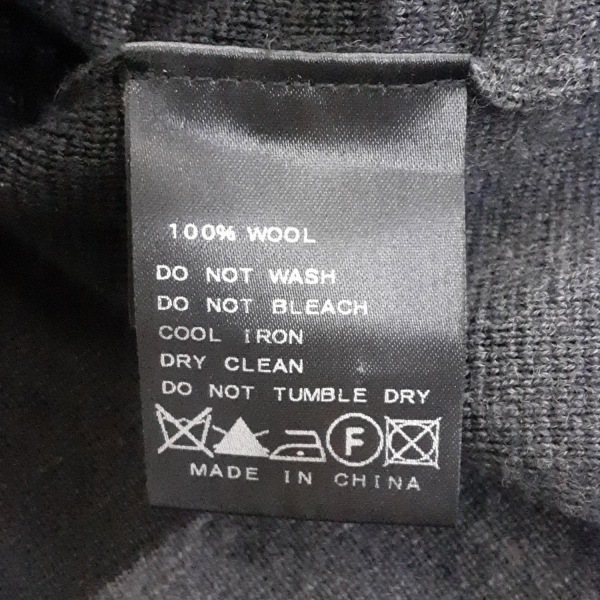 100% WOOL
DO NOT WASH
DO NOT BLEACH
COOL IRON
DRY CLEAN
DO NOT TUMBLE DRY
F
MADE IN CHINA